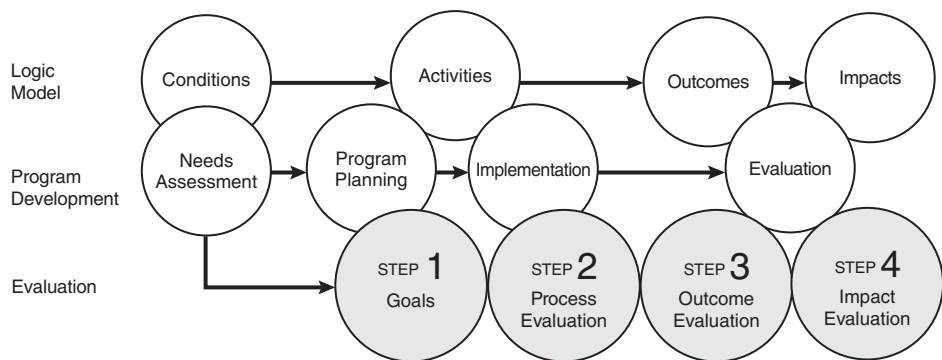 Logic
Model
Conditions
Activities
Outcomes
Impacts
Program
Development
Needs
Assessment
Program
Planning
Implementation
Evaluation
Evaluation
STEP 1
Goals
STEP 2
Process
Evaluation
STEP 3
Outcome
Evaluation
STEP 4
Impact
Evaluation